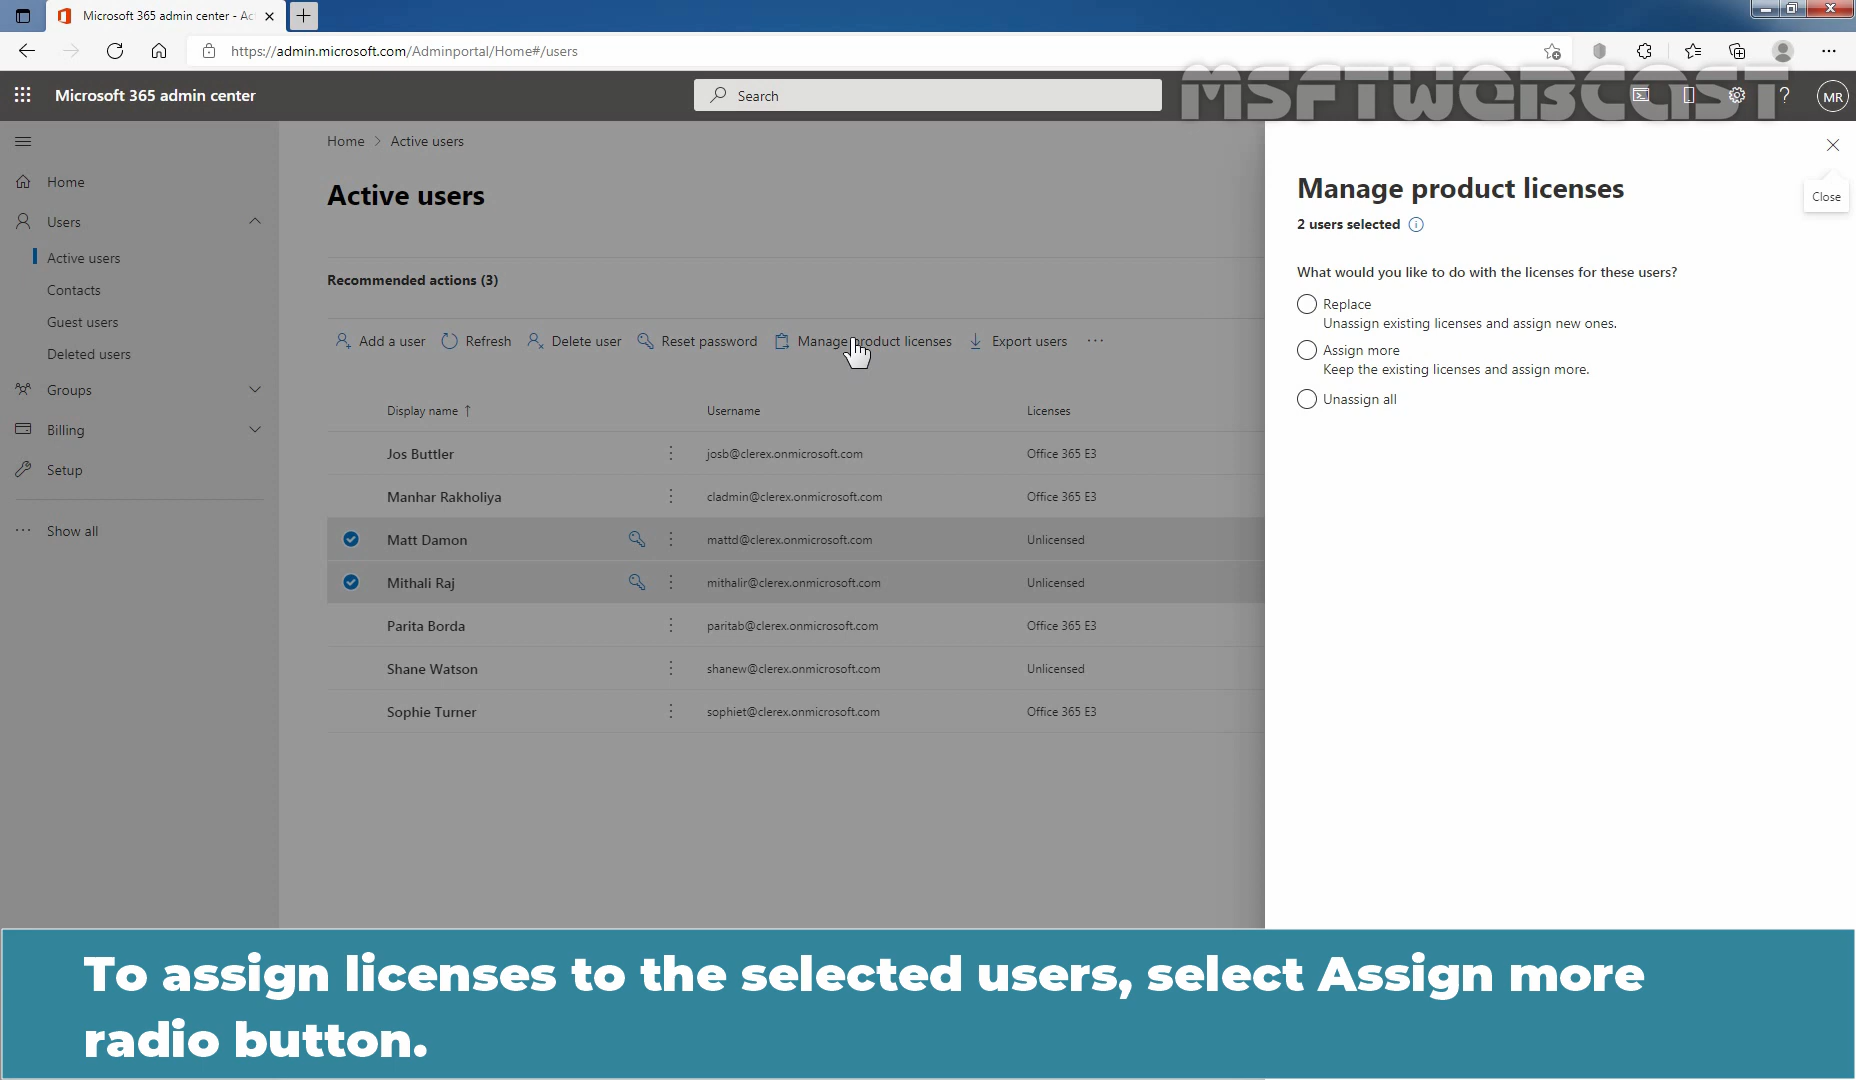 Microsoft 365 admin center - Ac
https://admin.microsoft.com/Adminportal/Home#/users
MSFTWEBCAST
Microsoft 365 admin center
Search
MR
Home
Users
Active users
Contacts
Guest users
Deleted users
Groups
Billing
Setup
Show all
Home > Active users
Active users
Recommended actions (3)
Add a user Refresh Delete user Reset password Manage product licenses Export users
Display name ↑ Username Licenses
Jos Buttler josb@clerex.onmicrosoft.com Office 365 E3
Manhar Rakholiya cladmin@clerex.onmicrosoft.com Office 365 E3
Matt Damon mattd@clerex.onmicrosoft.com Unlicensed
Mithali Raj mithalir@clerex.onmicrosoft.com Unlicensed
Parita Borda paritab@clerex.onmicrosoft.com Office 365 E3
Shane Watson shanew@clerex.onmicrosoft.com Unlicensed
Sophie Turner sophiet@clerex.onmicrosoft.com Office 365 E3
Close
Manage product licenses
2 users selected
What would you like to do with the licenses for these users?
Replace
Unassign existing licenses and assign new ones.
Assign more
Keep the existing licenses and assign more.
Unassign all
To assign licenses to the selected users, select Assign more
radio button.